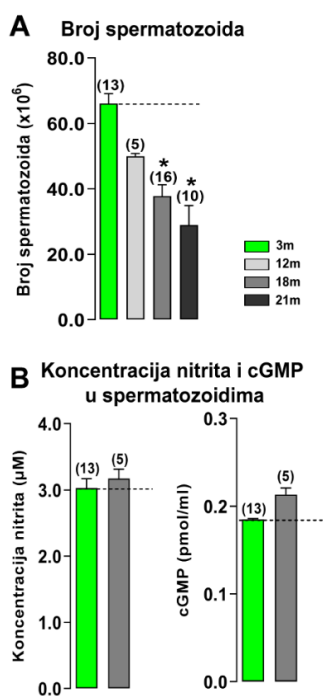 A
Broj spermatozoida
Broj spermatozoida (x10⁶)
80.0
60.0
40.0
20.0
0.0
(13)
(5)
*
(16)
*
(10)
3m
12m
18m
21m
B
Koncentracija nitrita i cGMP
u spermatozoidima
Koncentracija nitrita (µM)
4.0
3.0
2.0
1.0
0.0
(13)
(5)
cGMP (pmol/ml)
0.3
0.2
0.1
0.0
(13)
(5)